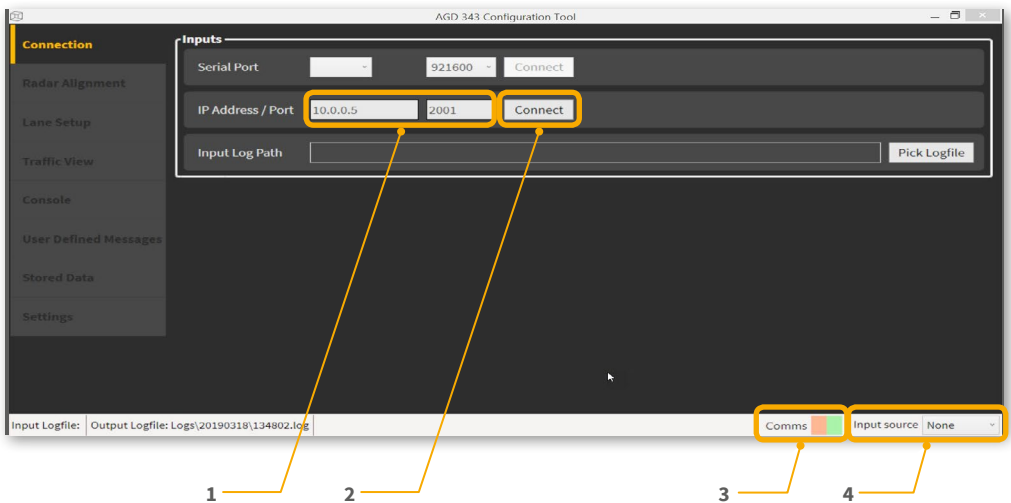 AGD 343 Configuration Tool
Connection
Radar Alignment
Lane Setup
Traffic View
Console
User Defined Messages
Stored Data
Settings
Inputs
Serial Port 921600 Connect
IP Address / Port 10.0.0.5 2001 Connect
Input Log Path Pick Logfile
Input Logfile: Output Logfile: Logs\20190318\134802.log Comms Input source None
1 2 3 4